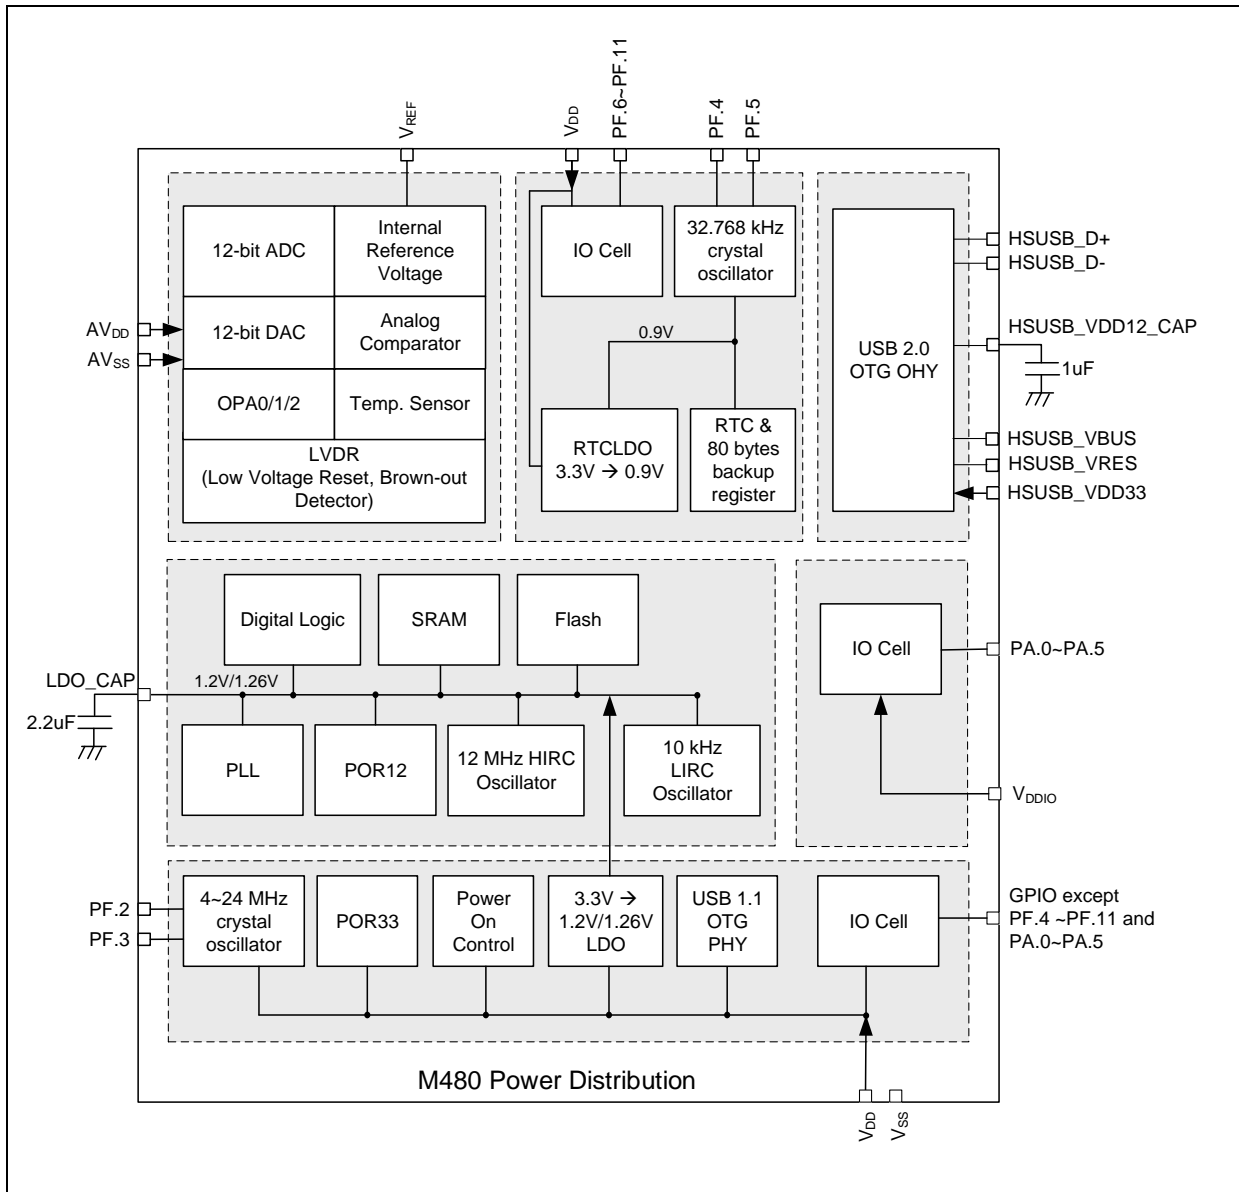 VREF
VDD
PF.6~PF.11
PF.4
PF.5
12-bit ADC
Internal
Reference
Voltage
12-bit DAC
Analog
Comparator
OPA0/1/2
Temp. Sensor
LVDR
(Low Voltage Reset, Brown-out
Detector)
AVDD
AVSS
IO Cell
32.768 kHz
crystal
oscillator
0.9V
RTCLDO
3.3V → 0.9V
RTC &
80 bytes
backup
register
USB 2.0
OTG OHY
HSUSB_D+
HSUSB_D-
HSUSB_VDD12_CAP
1uF
HSUSB_VBUS
HSUSB_VRES
HSUSB_VDD33
Digital Logic
SRAM
Flash
LDO_CAP
1.2V/1.26V
2.2uF
PLL
POR12
12 MHz HIRC
Oscillator
10 kHz
LIRC
Oscillator
IO Cell
PA.0~PA.5
VDDIO
PF.2
PF.3
4~24 MHz
crystal
oscillator
POR33
Power
On
Control
3.3V →
1.2V/1.26V
LDO
USB 1.1
OTG
PHY
IO Cell
GPIO except
PF.4 ~PF.11 and
PA.0~PA.5
M480 Power Distribution
VDD
VSS